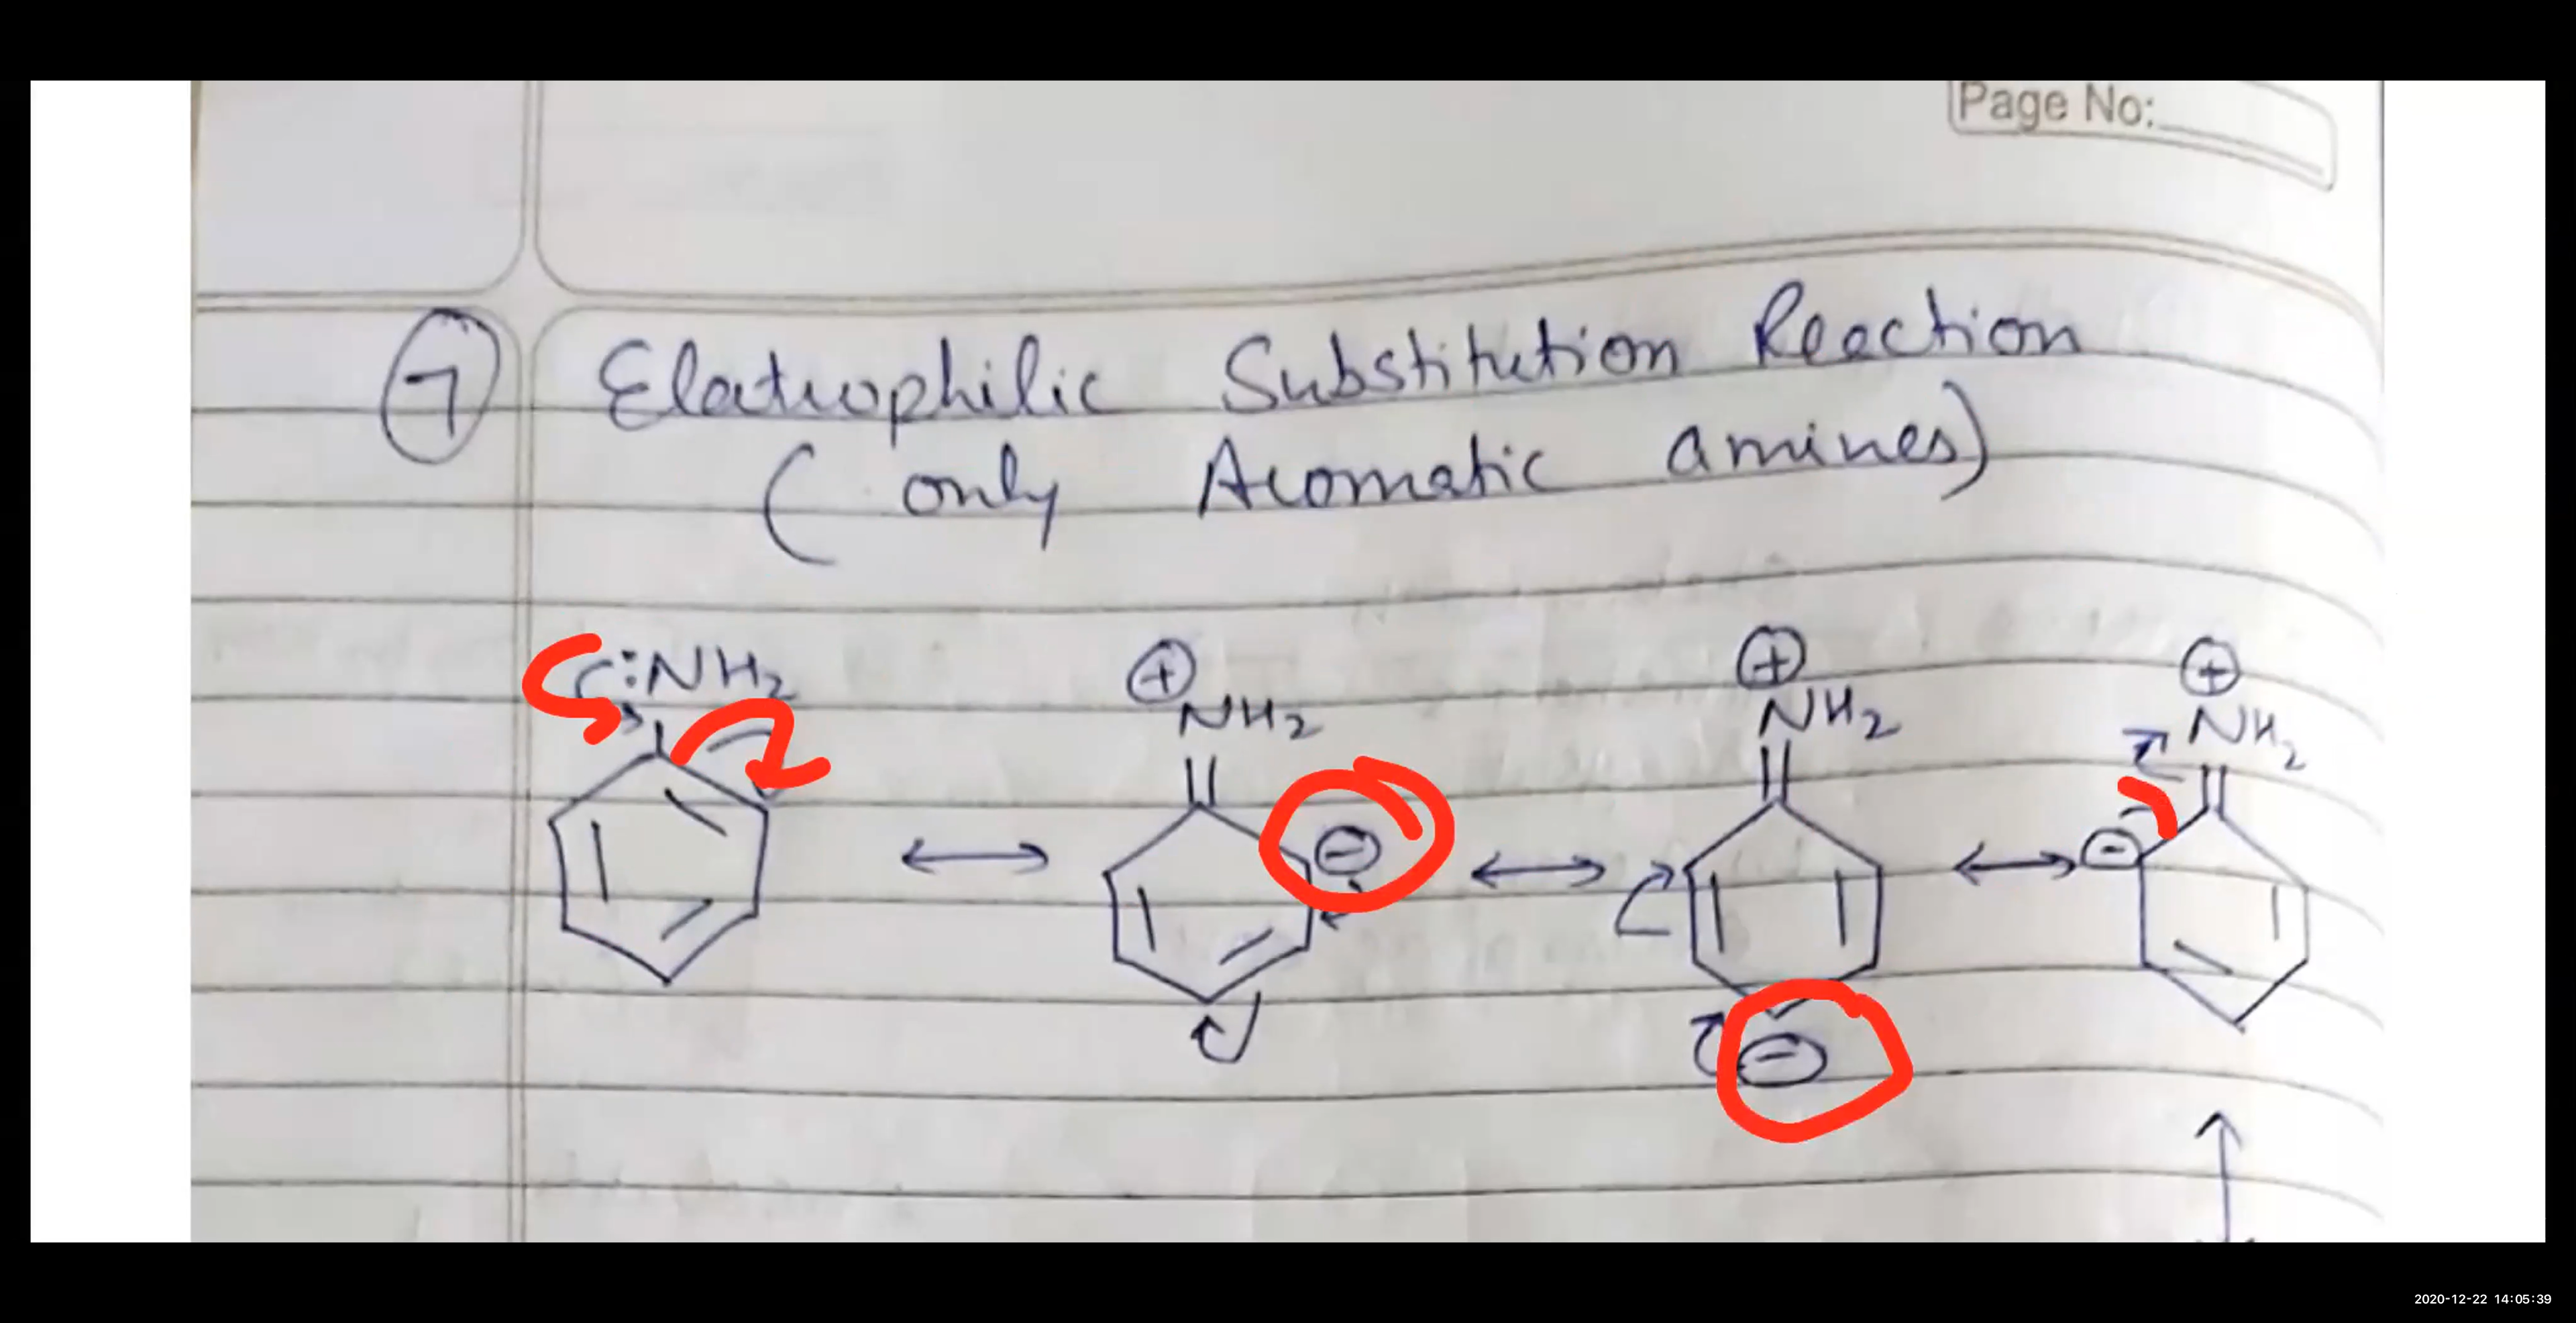 Page No:
7 Electrophilic Substitution Reaction
( only Aromatic amines)
:NH2 ⊕ NH2 ⊕ NH2 ⊕ NH2
⊖ ⊖ ⊖
2020-12-22 14:05:39